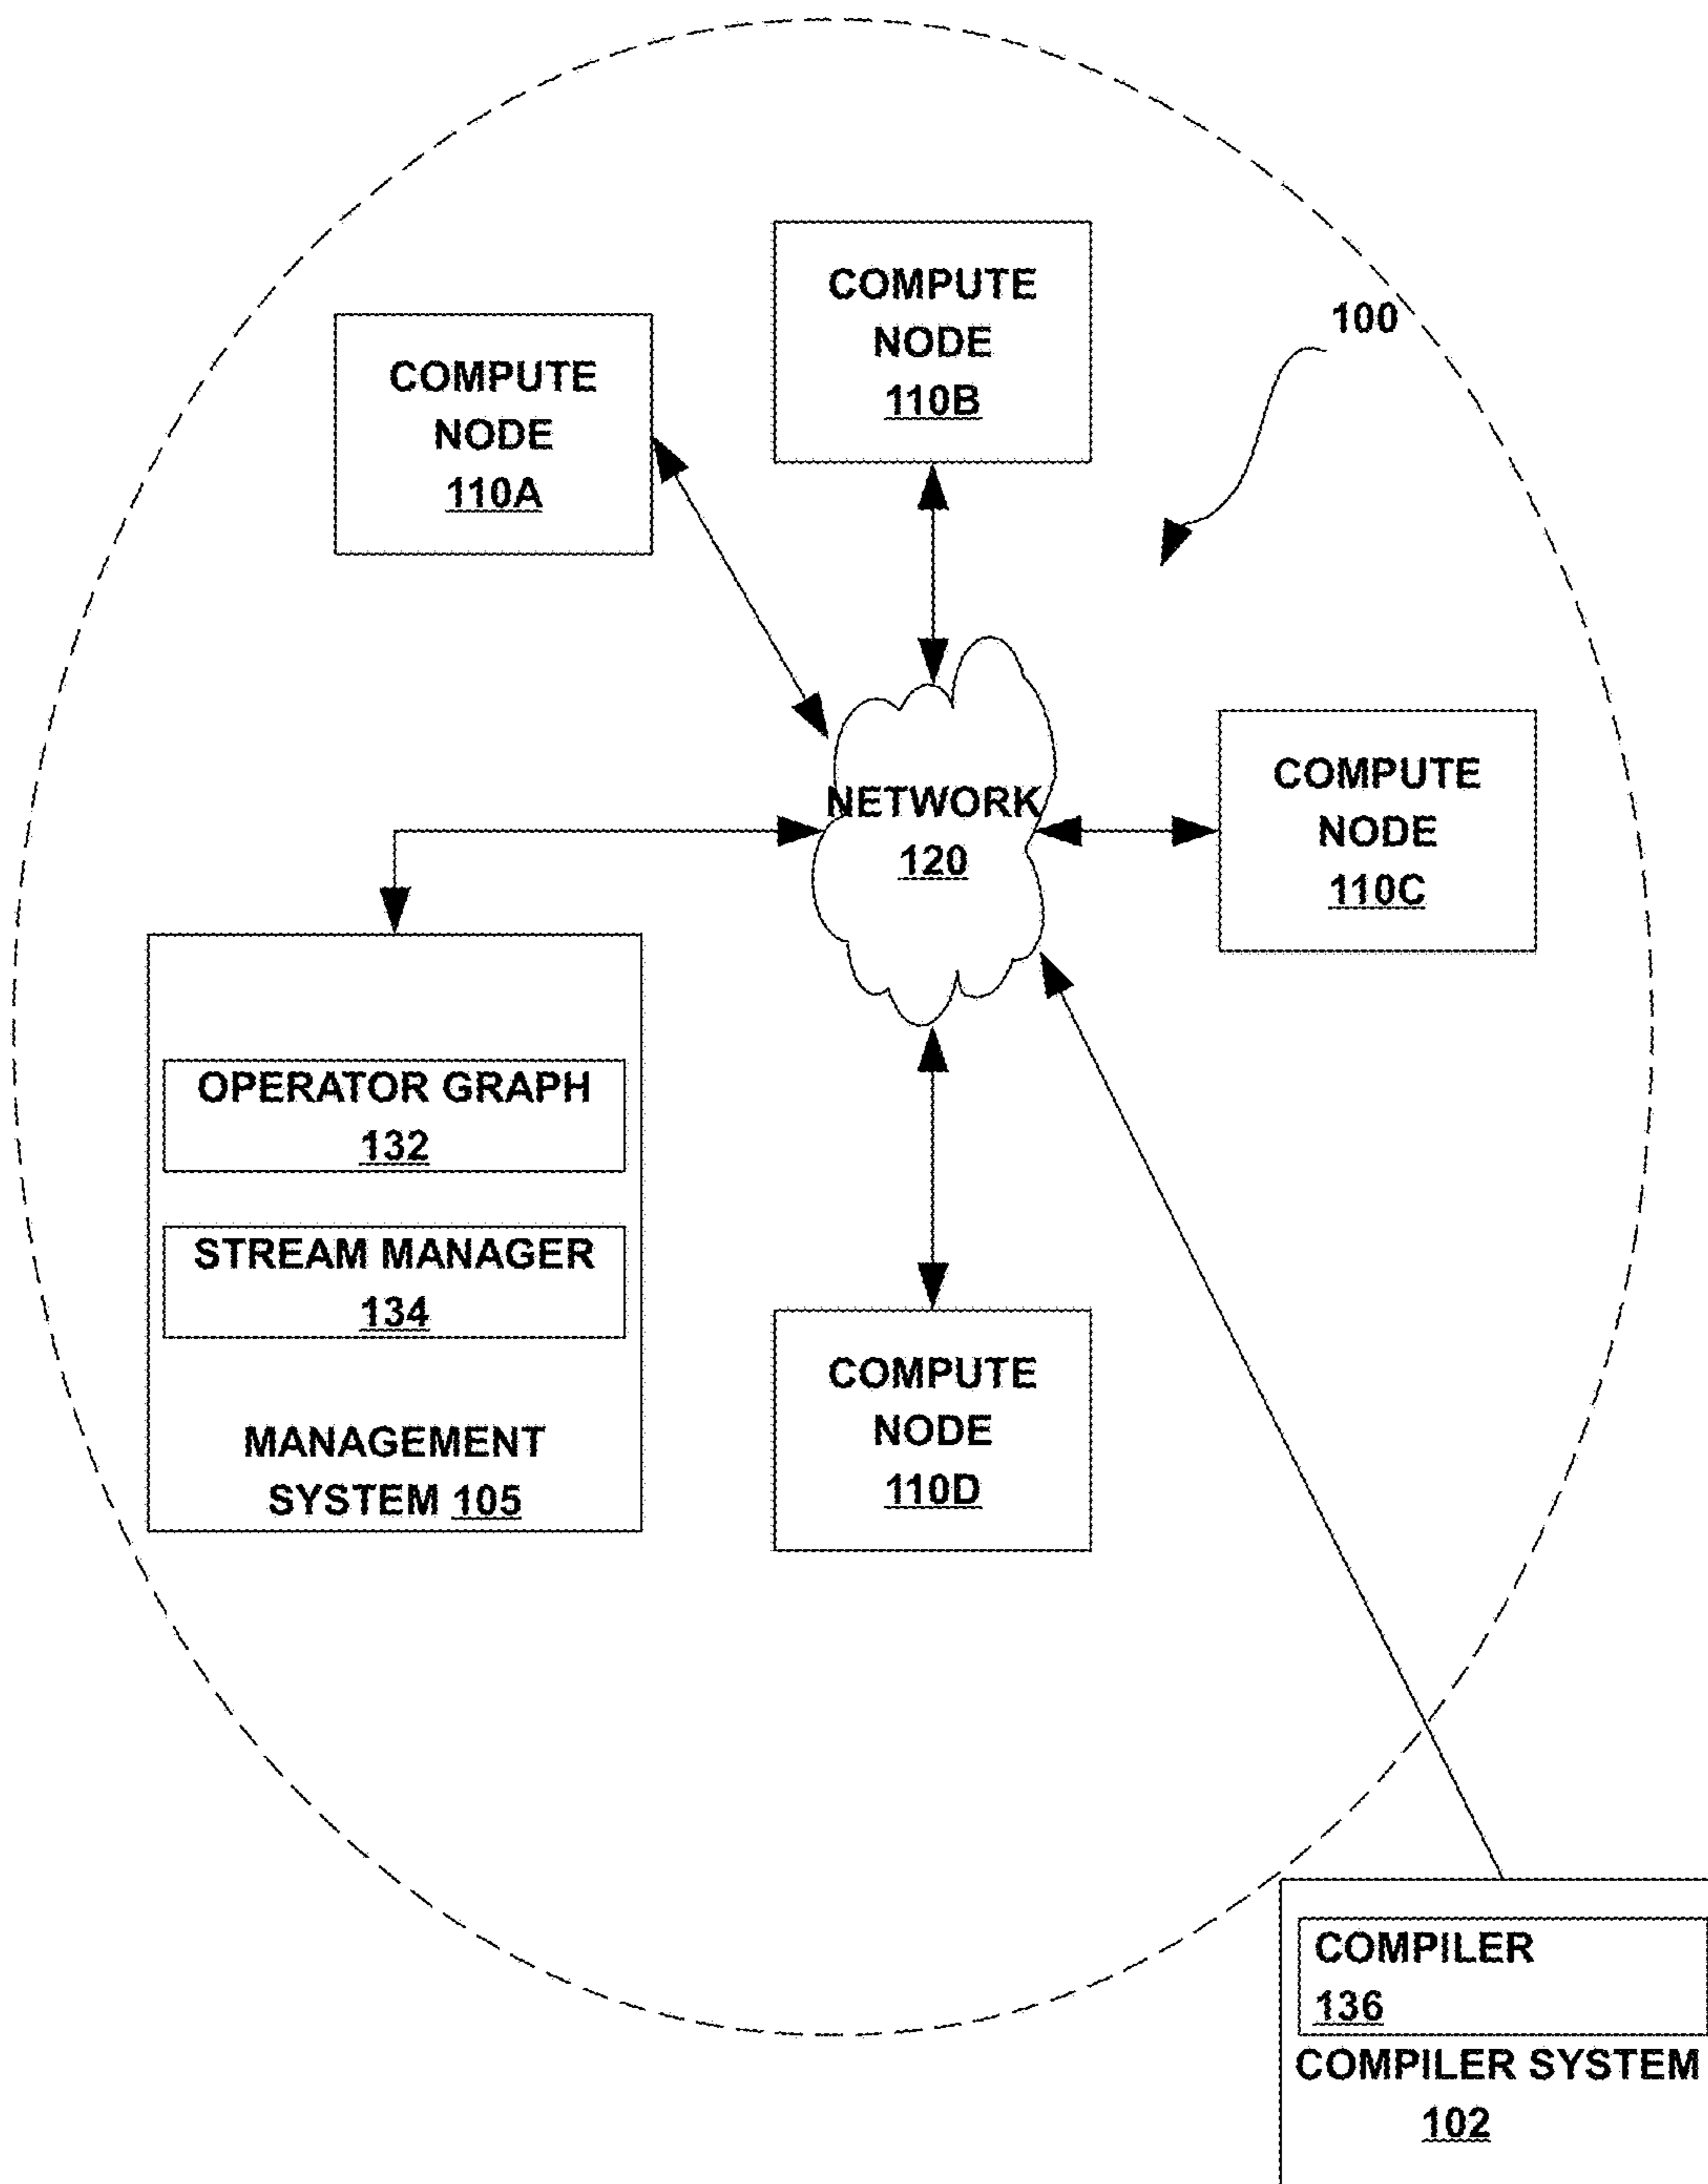 COMPUTE
NODE
110B
100
COMPUTE
NODE
110A
NETWORK
120
COMPUTE
NODE
110C
OPERATOR GRAPH
132
STREAM MANAGER
134
MANAGEMENT
SYSTEM 105
COMPUTE
NODE
110D
COMPILER
136
COMPILER SYSTEM
102